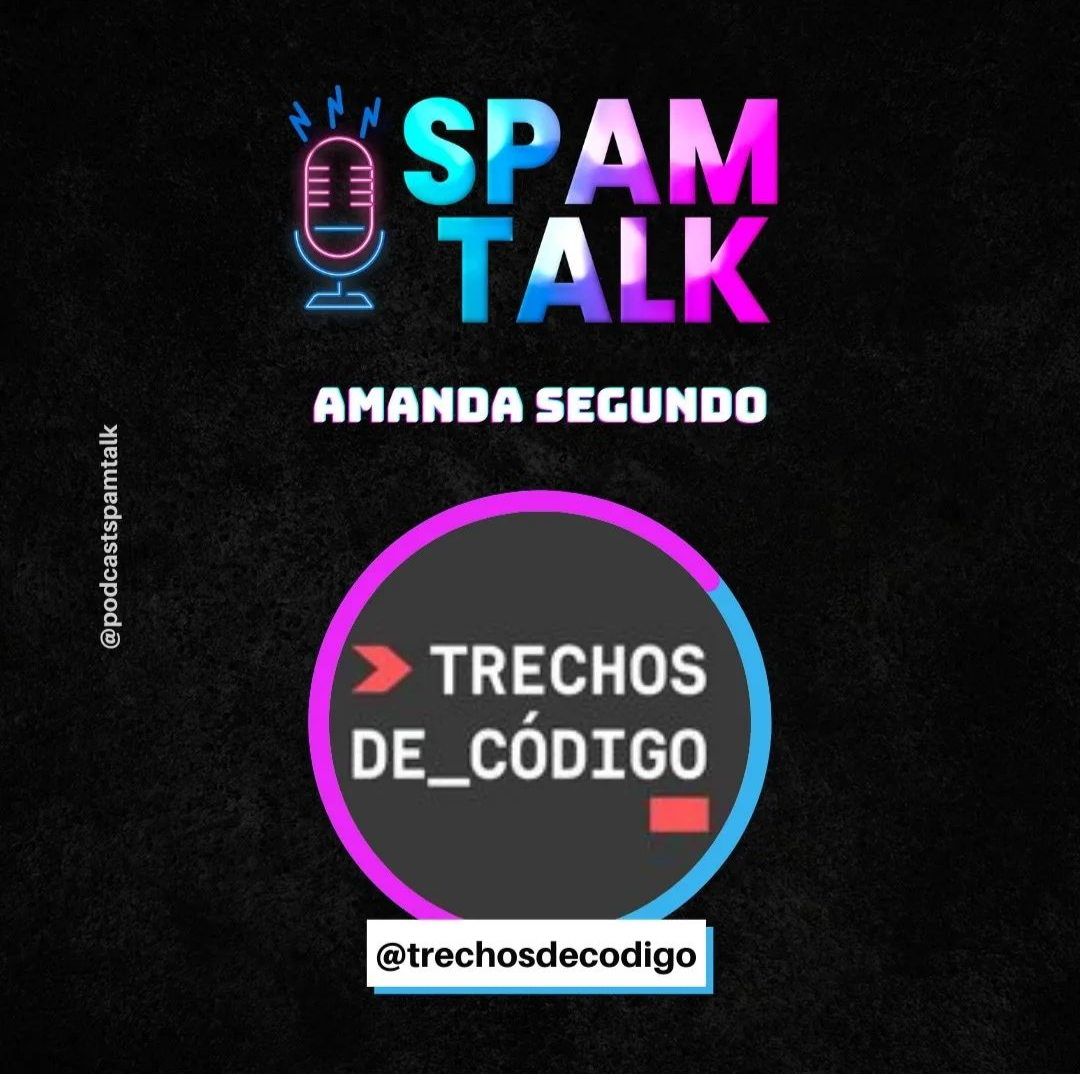 SPAM
TALK
AMANDA SEGUNDO
@podcastspamtalk
> TRECHOS
DE_CÓDIGO
@trechosdecodigo